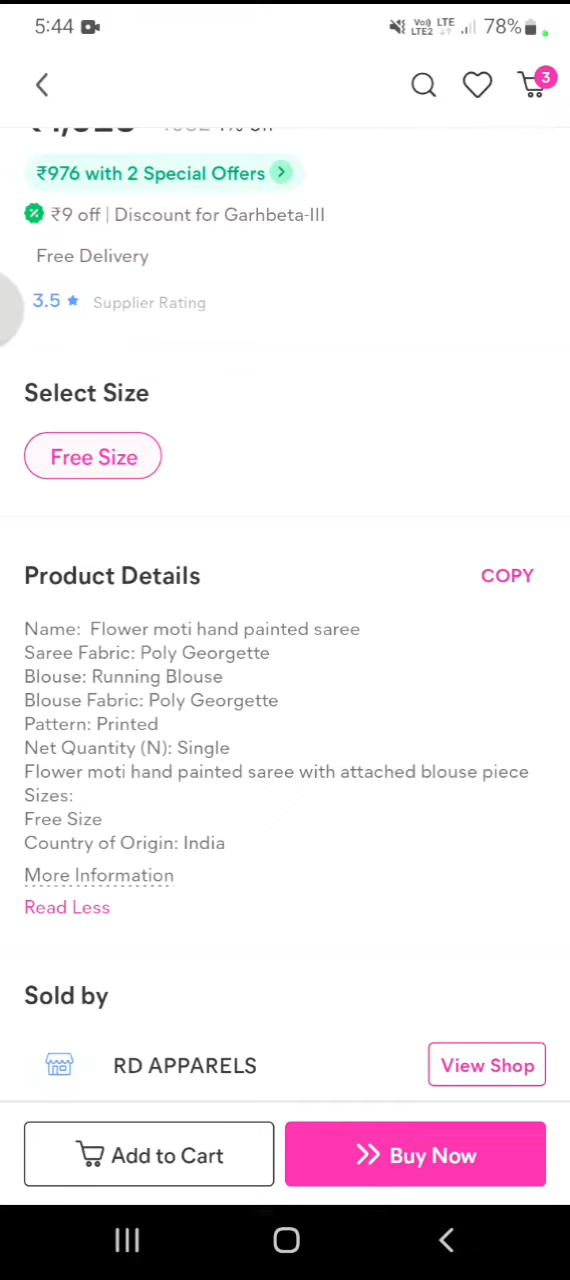 5:44
Vo)) LTE
LTE2
78%
3
₹976 with 2 Special Offers
₹9 off | Discount for Garhbeta-III
Free Delivery
3.5 Supplier Rating
Select Size
Free Size
Product Details
COPY
Name: Flower moti hand painted saree
Saree Fabric: Poly Georgette
Blouse: Running Blouse
Blouse Fabric: Poly Georgette
Pattern: Printed
Net Quantity (N): Single
Flower moti hand painted saree with attached blouse piece
Sizes:
Free Size
Country of Origin: India
More Information
Read Less
Sold by
RD APPARELS
View Shop
Add to Cart
Buy Now